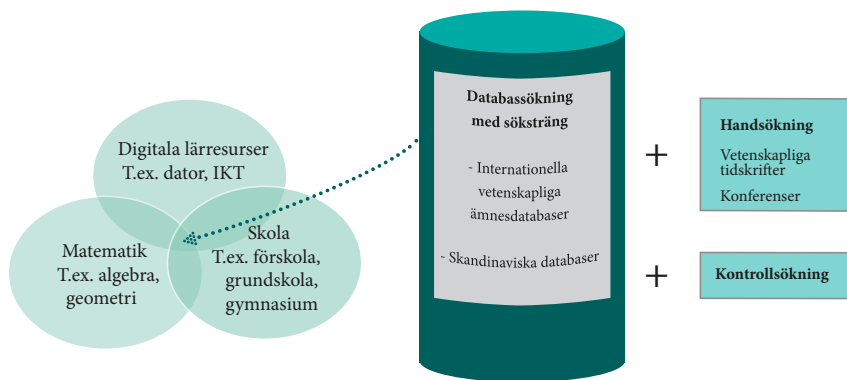 Digitala lärresurser
T.ex. dator, IKT
Matematik
T.ex. algebra,
geometri
Skola
T.ex. förskola,
grundskola,
gymnasium
Databassökning
med söksträng
- Internationella
vetenskapliga
ämnesdatabaser
- Skandinaviska databaser
+
Handsökning
Vetenskapliga
tidskrifter
Konferenser
+
Kontrollsökning